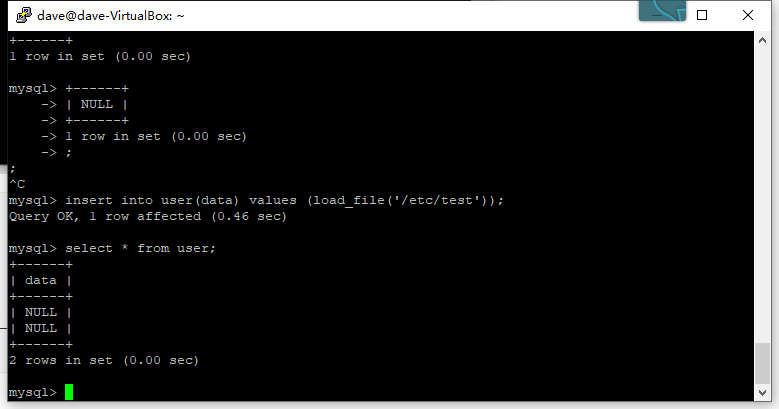 dave@dave-VirtualBox: ~
+------+
1 row in set (0.00 sec)
mysql> +------+
    -> | NULL |
    -> +------+
    -> 1 row in set (0.00 sec)
    -> ;
;
^C
mysql> insert into user(data) values (load_file('/etc/test'));
Query OK, 1 row affected (0.46 sec)
mysql> select * from user;
+------+
| data |
+------+
| NULL |
| NULL |
+------+
2 rows in set (0.00 sec)
mysql>